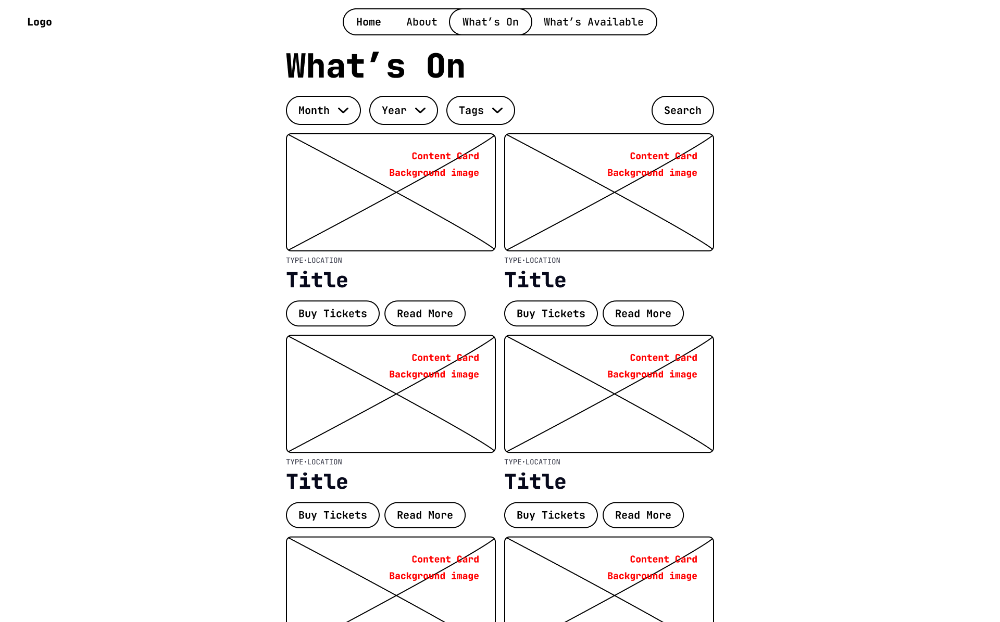 Logo
Home About What’s On What’s Available
What’s On
Month Year Tags Search
Content Card
Background image
Content Card
Background image
TYPE·LOCATION
Title
Buy Tickets Read More
TYPE·LOCATION
Title
Buy Tickets Read More
Content Card
Background image
Content Card
Background image
TYPE·LOCATION
Title
Buy Tickets Read More
TYPE·LOCATION
Title
Buy Tickets Read More
Content Card
Background image
Content Card
Background image